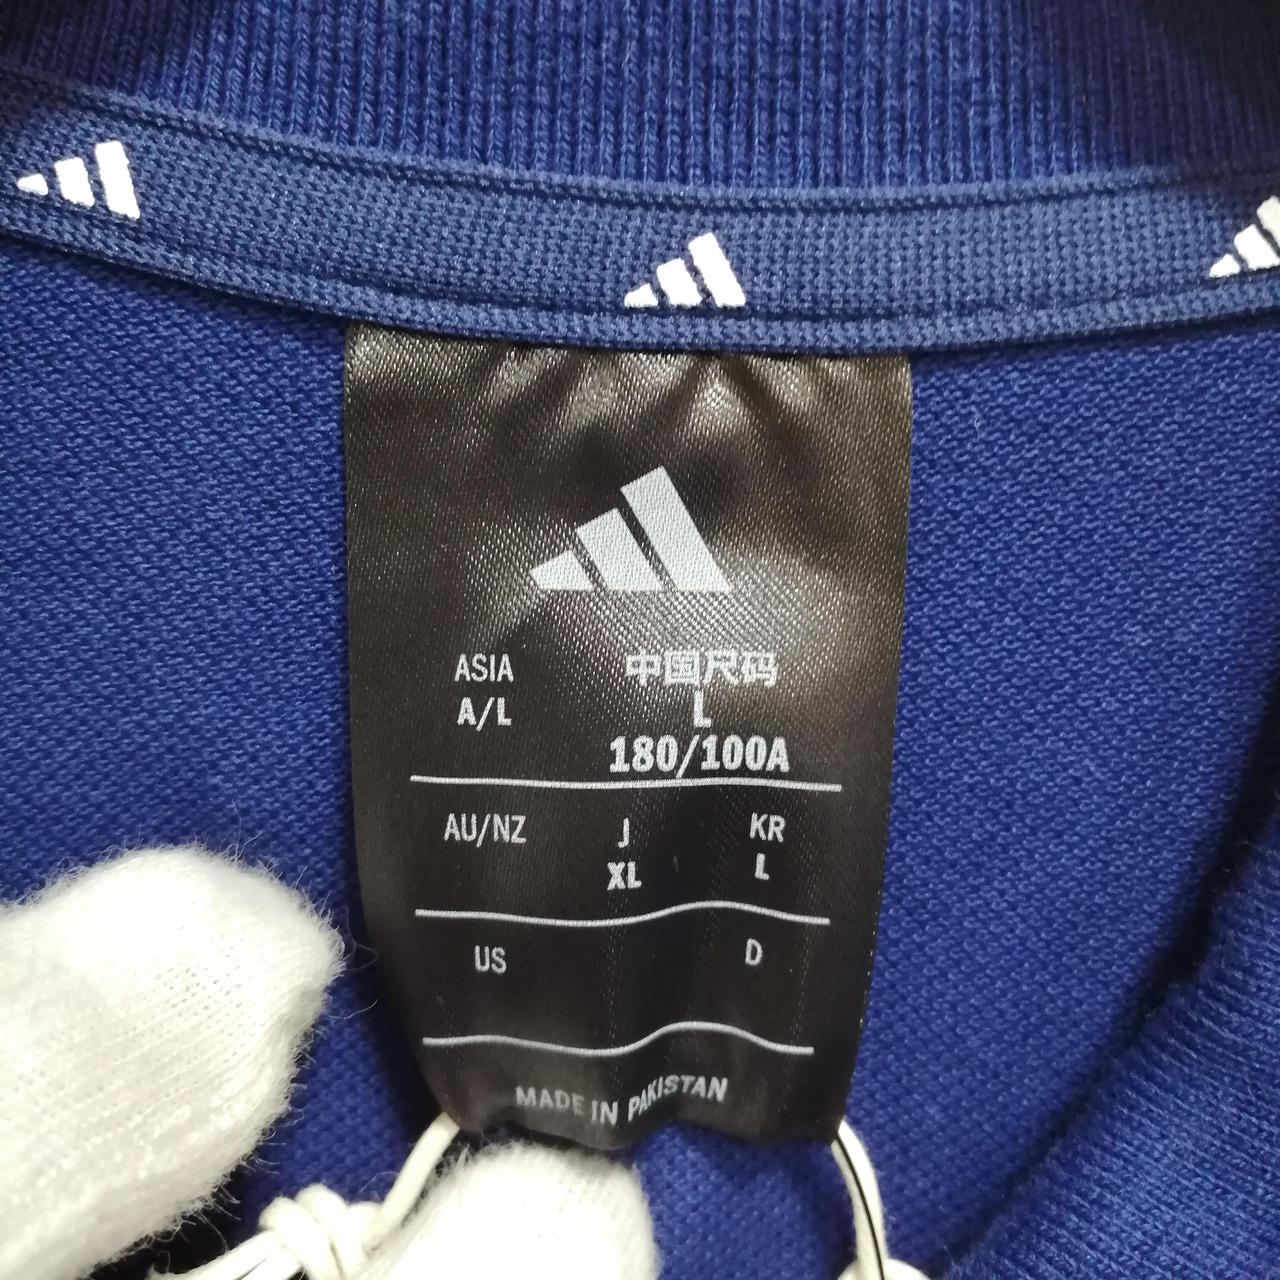 ASIA 中国尺码
A/L L
180/100A
AU/NZ J KR
XL L
US D
MADE IN PAKISTAN